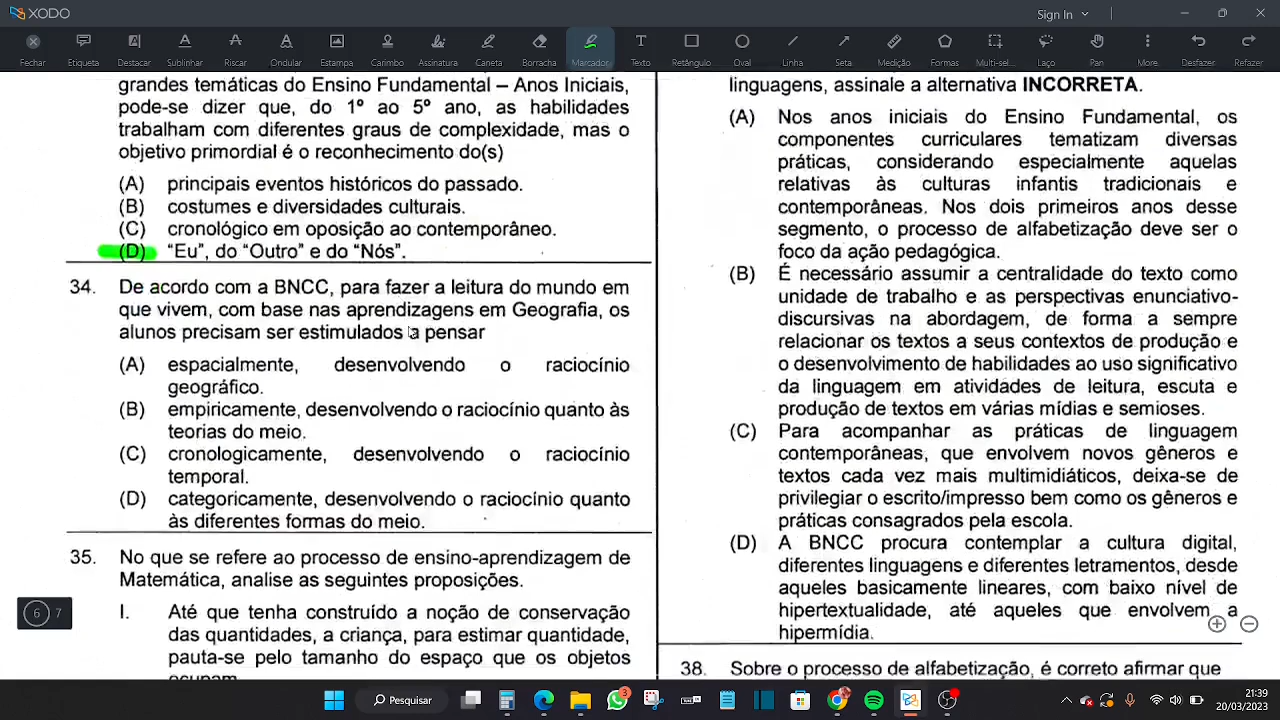 XODO
Sign In
Fechar
Etiqueta
Destacar
Sublinhar
Riscar
Ondular
Estampa
Assinatura
Caneta
Borracha
Marcador
Texto
Retângulo
Oval
Linha
Seta
Medidas
Formas
Multi-sel...
Laço
Pan
More
Desfazer
Refazer
grandes temáticas do Ensino Fundamental – Anos Iniciais,
pode-se dizer que, do 1º ao 5º ano, as habilidades
trabalham com diferentes graus de complexidade, mas o
objetivo primordial é o reconhecimento do(s)
(A) principais eventos históricos do passado.
(B) costumes e diversidades culturais.
(C) cronológico em oposição ao contemporâneo.
(D) “Eu”, do “Outro” e do “Nós”.
34. De acordo com a BNCC, para fazer a leitura do mundo em
que vivem, com base nas aprendizagens em Geografia, os
alunos precisam ser estimulados a pensar
(A) espacialmente, desenvolvendo o raciocínio
geográfico.
(B) empiricamente, desenvolvendo o raciocínio quanto às
teorias do meio.
(C) cronologicamente, desenvolvendo o raciocínio
temporal.
(D) categoricamente, desenvolvendo o raciocínio quanto
às diferentes formas do meio.
35. No que se refere ao processo de ensino-aprendizagem de
Matemática, analise as seguintes proposições.
I. Até que tenha construído a noção de conservação
das quantidades, a criança, para estimar quantidade,
pauta-se pelo tamanho do espaço que os objetos
ocupam
linguagens, assinale a alternativa INCORRETA.
(A) Nos anos iniciais do Ensino Fundamental, os
componentes curriculares tematizam diversas
práticas, considerando especialmente aquelas
relativas às culturas infantis tradicionais e
contemporâneas. Nos dois primeiros anos desse
segmento, o processo de alfabetização deve ser o
foco da ação pedagógica.
(B) É necessário assumir a centralidade do texto como
unidade de trabalho e as perspectivas enunciativo-
discursivas na abordagem, de forma a sempre
relacionar os textos a seus contextos de produção e
o desenvolvimento de habilidades ao uso significativo
da linguagem em atividades de leitura, escuta e
produção de textos em várias mídias e semioses.
(C) Para acompanhar as práticas de linguagem
contemporâneas, que envolvem novos gêneros e
textos cada vez mais multimidiáticos, deixa-se de
privilegiar o escrito/impresso bem como os gêneros e
práticas consagrados pela escola.
(D) A BNCC procura contemplar a cultura digital,
diferentes linguagens e diferentes letramentos, desde
aqueles basicamente lineares, com baixo nível de
hipertextualidade, até aqueles que envolvem a
hipermídia.
38. Sobre o processo de alfabetização, é correto afirmar que
6 7
Pesquisar
3
21:39
20/03/2023